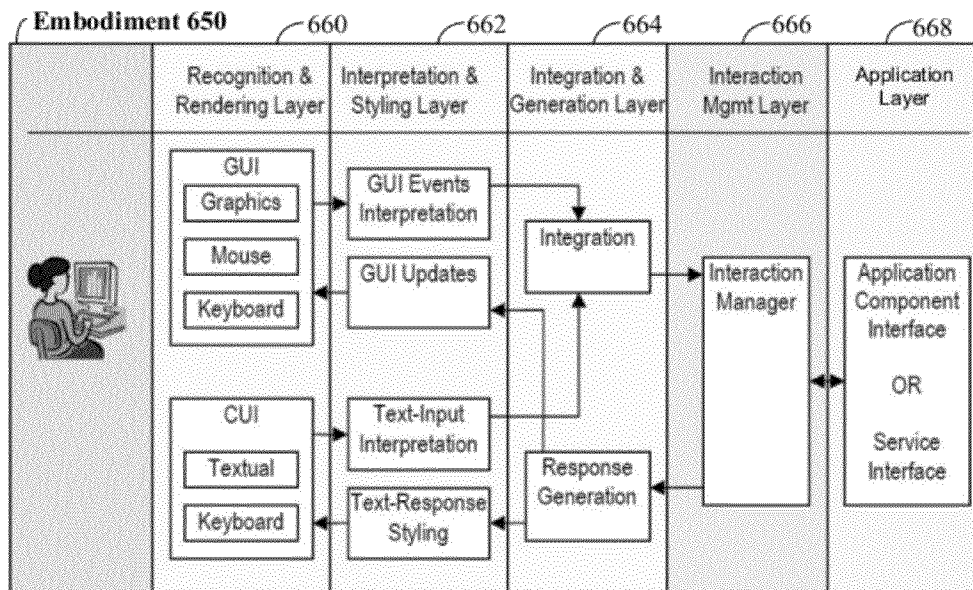 Embodiment 650
660
662
664
666
668
Recognition &
Rendering Layer
Interpretation &
Styling Layer
Integration &
Generation Layer
Interaction
Mgmt Layer
Application
Layer
GUI
Graphics
Mouse
Keyboard
GUI Events
Interpretation
GUI Updates
Integration
Interaction
Manager
Application
Component
Interface
OR
Service
Interface
CUI
Textual
Keyboard
Text-Input
Interpretation
Text-Response
Styling
Response
Generation